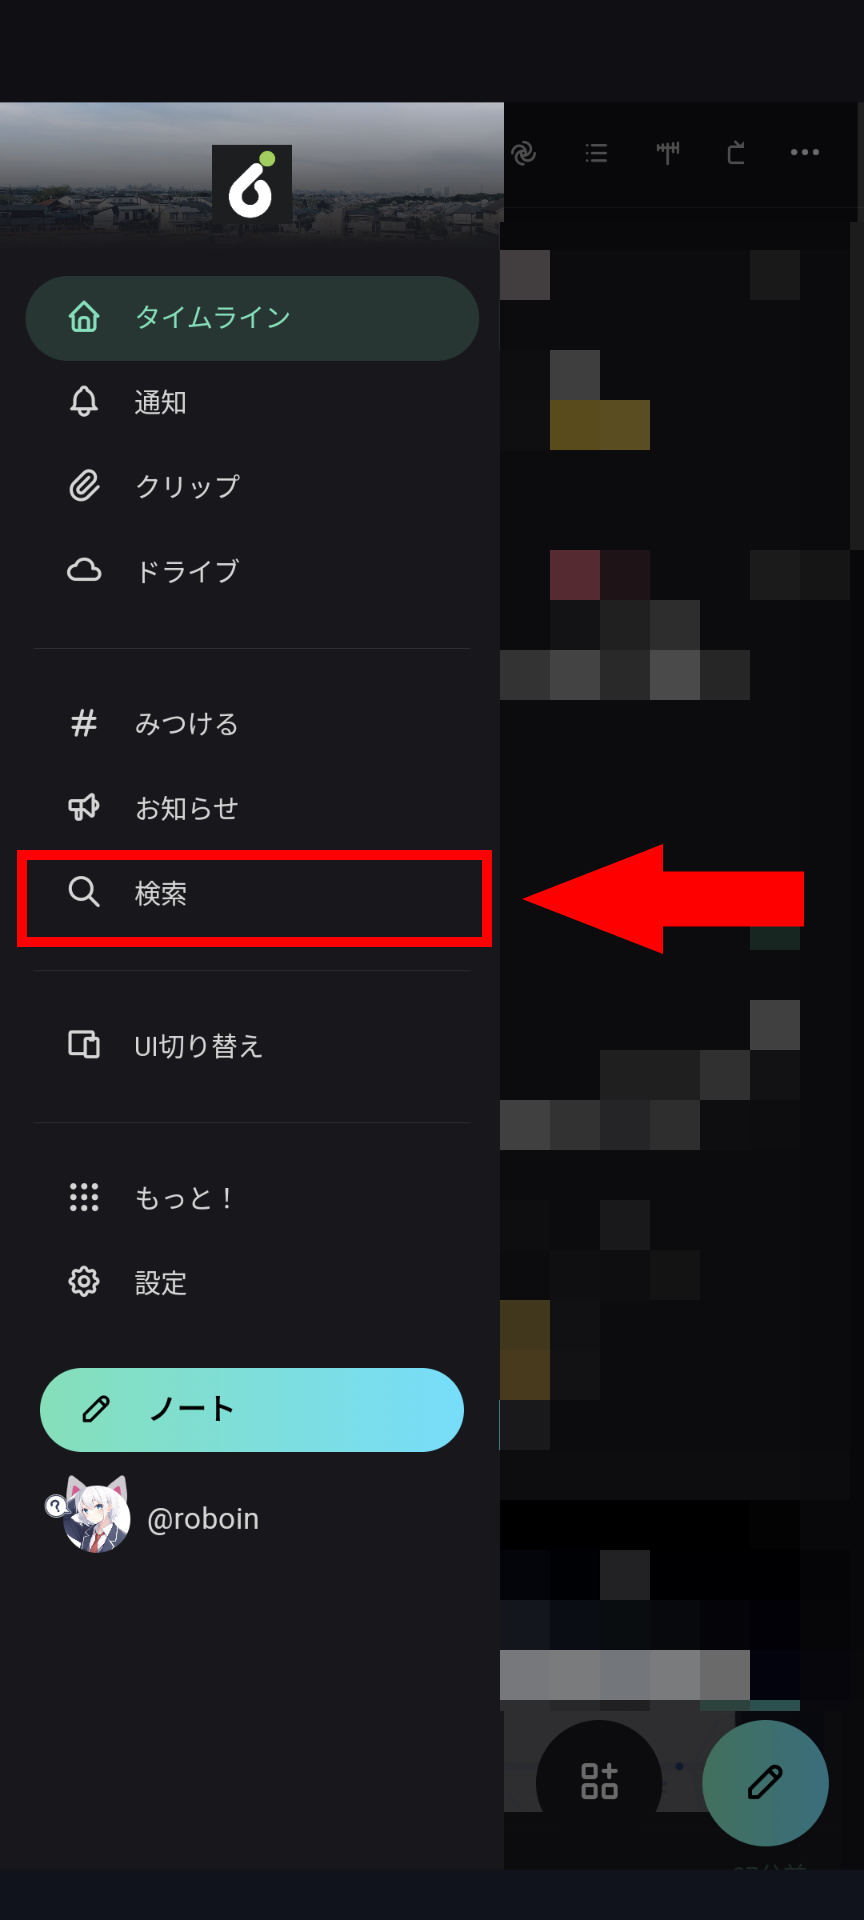 タイムライン
通知
クリップ
ドライブ
みつける
お知らせ
検索
UI切り替え
もっと！
設定
ノート
@roboin